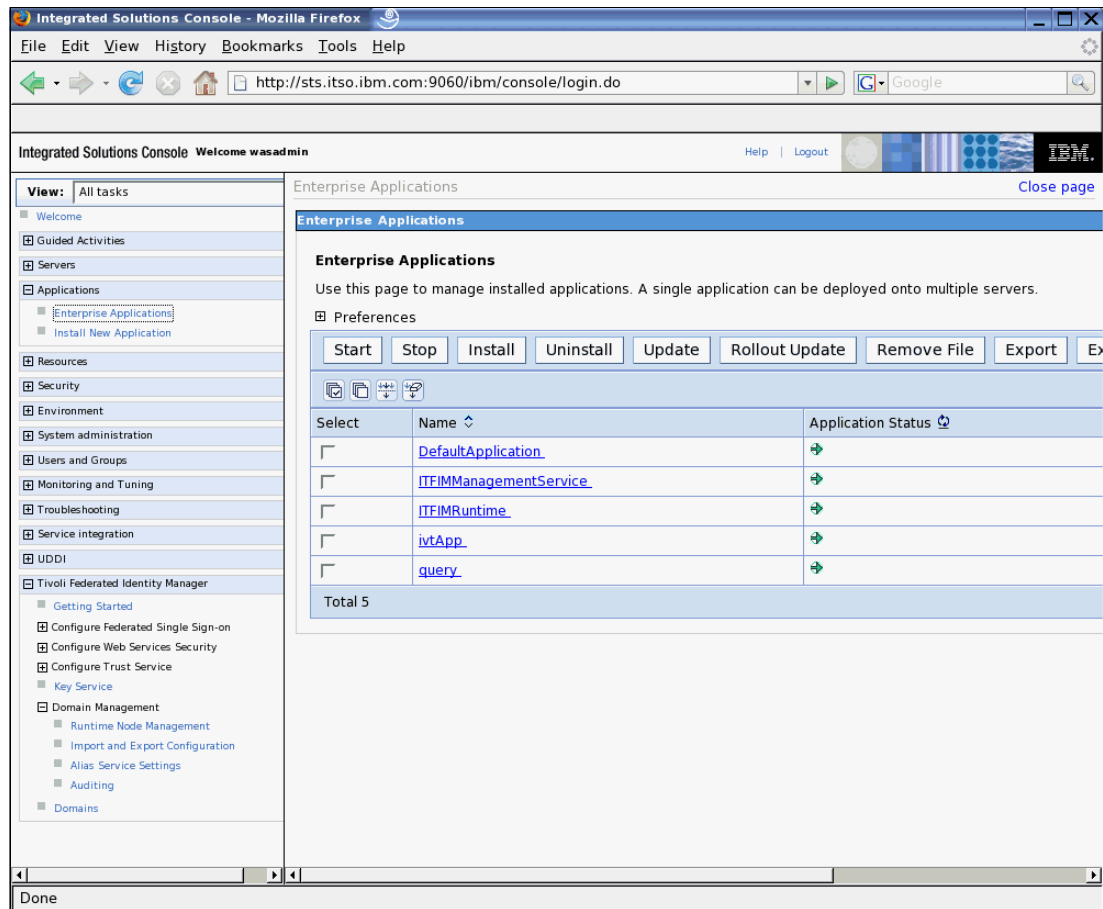 Integrated Solutions Console - Mozilla Firefox
File Edit View History Bookmarks Tools Help
http://sts.itso.ibm.com:9060/ibm/console/login.do
G Google
Integrated Solutions Console Welcome wasadmin
Help | Logout
IBM.
View: All tasks
Welcome
Guided Activities
Servers
Applications
Enterprise Applications
Install New Application
Resources
Security
Environment
System administration
Users and Groups
Monitoring and Tuning
Troubleshooting
Service integration
UDDI
Tivoli Federated Identity Manager
Getting Started
Configure Federated Single Sign-on
Configure Web Services Security
Configure Trust Service
Key Service
Domain Management
Runtime Node Management
Import and Export Configuration
Alias Service Settings
Auditing
Domains
Enterprise Applications
Close page
Enterprise Applications
Enterprise Applications
Use this page to manage installed applications. A single application can be deployed onto multiple servers.
Preferences
Start Stop Install Uninstall Update Rollout Update Remove File Export Ex
Select Name Application Status
DefaultApplication
ITFIMManagementService
ITFIMRuntime
ivtApp
query
Total 5
Done